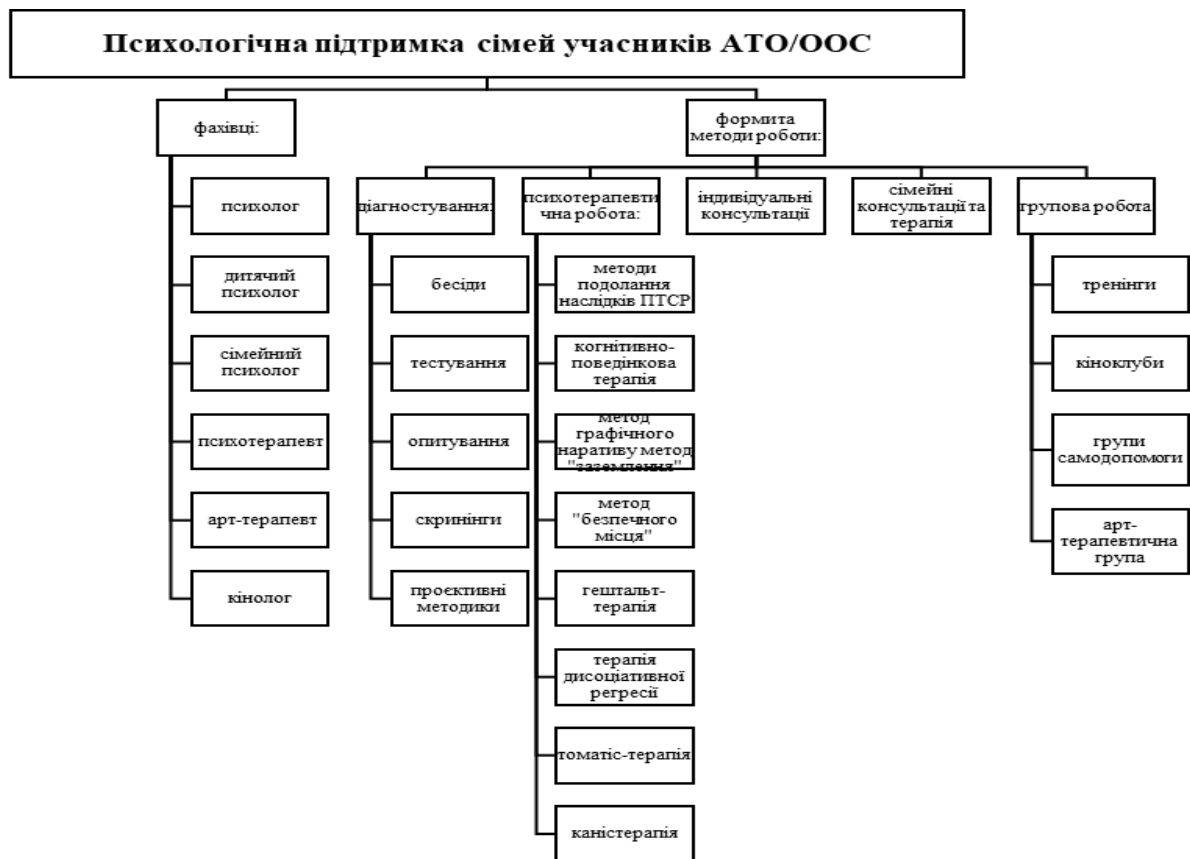 Психологічна підтримка сімей учасників АТО/ООС
фахівці:
формита
методи роботи:
психолог
дитячий
психолог
сімейний
психолог
психотерапевт
арт-терапевт
кінолог
діагностування:
бесіди
тестування
опитування
скринінги
проєктивні
методики
психотерапевти
чна робота:
методи
подолання
наслідків ПТСР
когнітивно-
поведінкова
терапія
метод
графічного
наративу метод
"заземлення"
метод
"безпечного
місця"
гештальт-
терапія
терапія
дисоціативної
регресії
томатіс-терапія
каністерапія
індивідуальні
консультації
сімейні
консультації та
терапія
групова робота
тренінги
кіноклуби
групи
самодопомоги
арт-
терапевтична
група